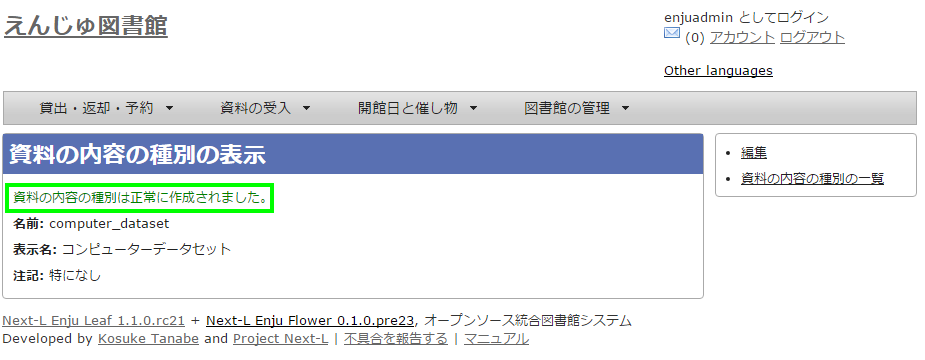 えんじゅ図書館
enjuadmin としてログイン
(0) アカウント ログアウト
Other languages
貸出・返却・予約 資料の受入 開館日と催し物 図書館の管理
資料の内容の種別の表示
資料の内容の種別は正常に作成されました。
名前: computer_dataset
表示名: コンピューターデータセット
注記: 特になし
編集
資料の内容の種別の一覧
Next-L Enju Leaf 1.1.0.rc21 + Next-L Enju Flower 0.1.0.pre23, オープンソース統合図書館システム
Developed by Kosuke Tanabe and Project Next-L | 不具合を報告する | マニュアル